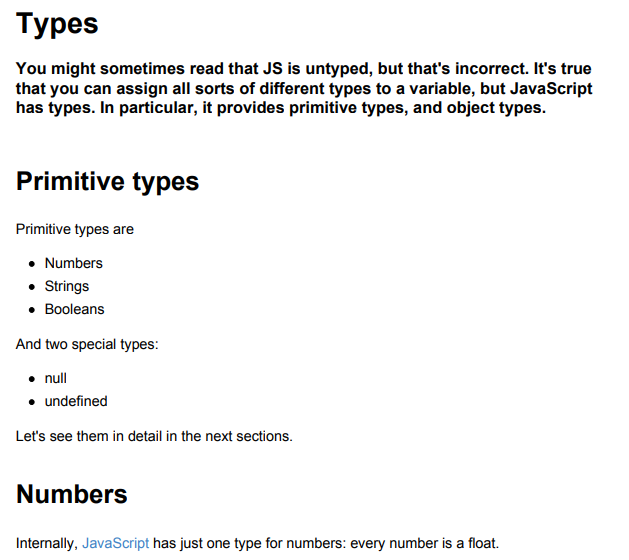 Types
You might sometimes read that JS is untyped, but that's incorrect. It's true
that you can assign all sorts of different types to a variable, but JavaScript
has types. In particular, it provides primitive types, and object types.
Primitive types
Primitive types are
• Numbers
• Strings
• Booleans
And two special types:
• null
• undefined
Let's see them in detail in the next sections.
Numbers
Internally, JavaScript has just one type for numbers: every number is a float.